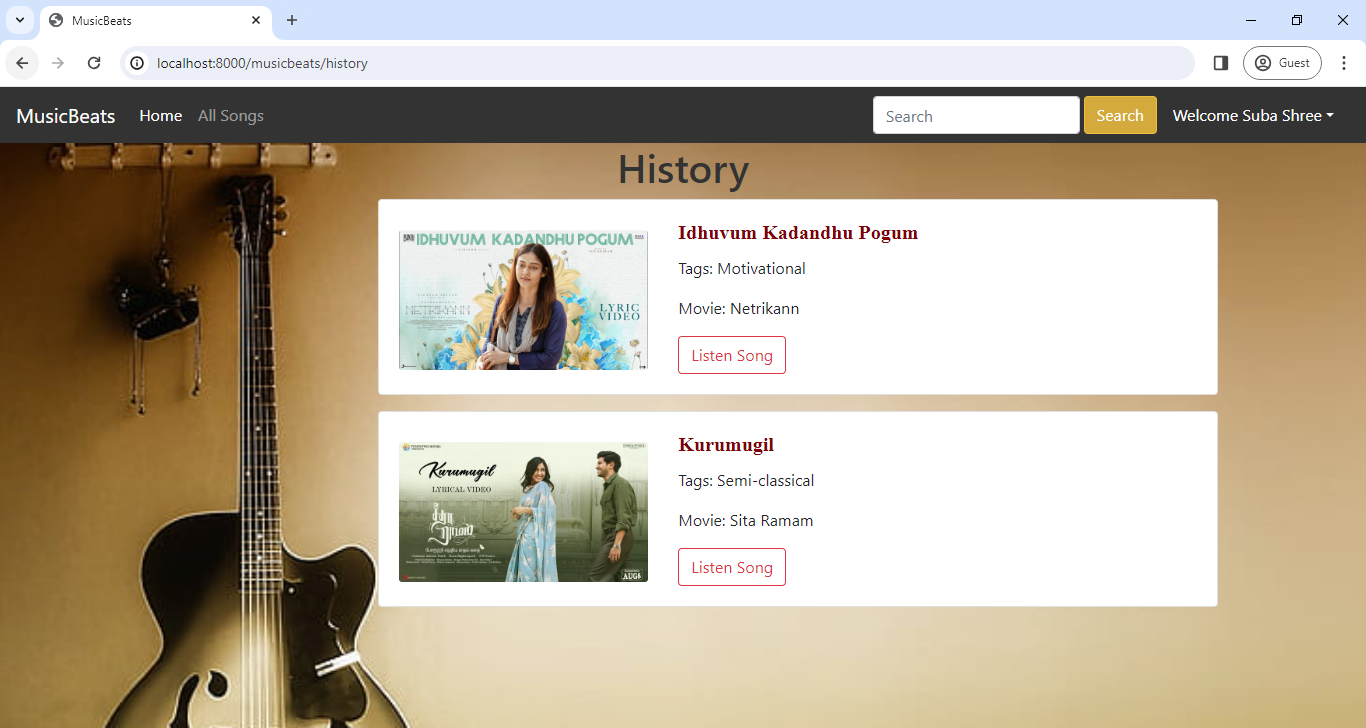 MusicBeats
localhost:8000/musicbeats/history
Guest
MusicBeats Home All Songs Search Search Welcome Suba Shree
History
IDHUVUM KADANDHU POGUM
NETRIKANN
LYRIC
VIDEO
Idhuvum Kadandhu Pogum
Tags: Motivational
Movie: Netrikann
Listen Song
Kurumugil
LYRICAL VIDEO
சீதா
ராமம்
AUG5
Kurumugil
Tags: Semi-classical
Movie: Sita Ramam
Listen Song